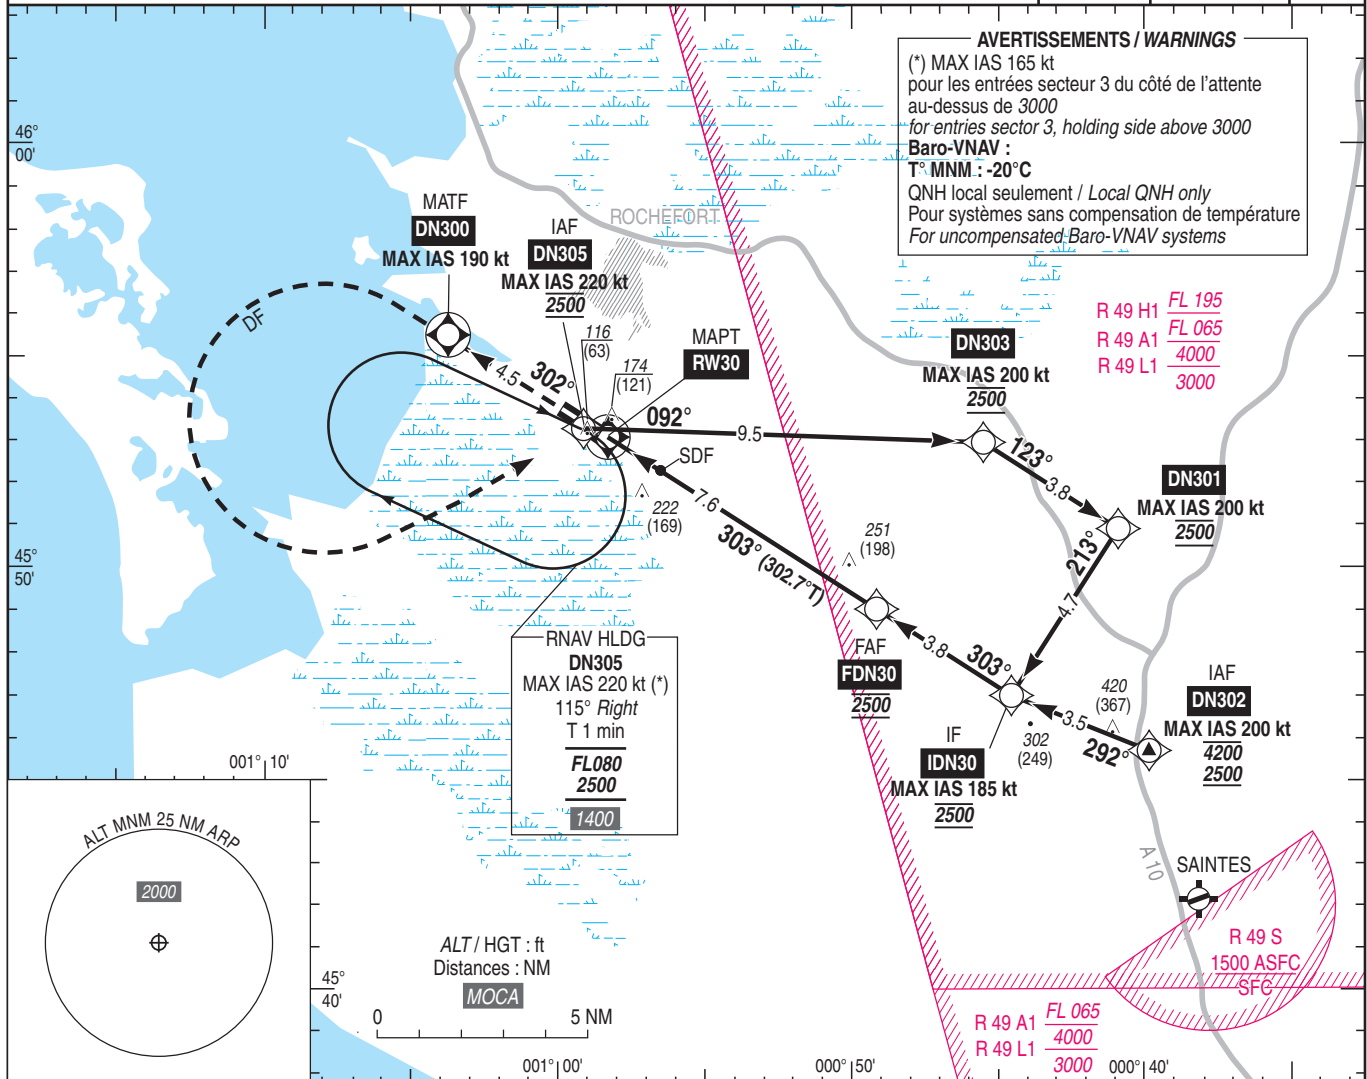 AVERTISSEMENTS / WARNINGS
(*) MAX IAS 165 kt
pour les entrées secteur 3 du côté de l'attente
au-dessus de 3000
for entries sector 3, holding side above 3000
Baro-VNAV :
T° MNM : -20°C
QNH local seulement / Local QNH only
Pour systèmes sans compensation de température
For uncompensated Baro-VNAV systems
46°
00'
MATF
DN300
MAX IAS 190 kt
IAF
DN305
MAX IAS 220 kt
2500
ROCHEFORT
DF
116
(63)
174
(121)
MAPT
RW30
DN303
MAX IAS 200 kt
2500
R 49 H1 FL 195
R 49 A1 FL 065
4000
R 49 L1
3000
4.5
302°
092°
9.5
SDF
7.6
123°
3.8
DN301
MAX IAS 200 kt
2500
222
(169)
251
(198)
303° (302.7°T)
213°
4.7
45°
50'
RNAV HLDG
DN305
MAX IAS 220 kt (*)
115° Right
T 1 min
FL080
2500
1400
FAF
FDN30
2500
3.8
303°
IF
IDN30
MAX IAS 185 kt
2500
302
(249)
420
(367)
3.5
292°
IAF
DN302
MAX IAS 200 kt
4200
2500
001° 10'
ALT MNM 25 NM ARP
2000
ALT / HGT : ft
Distances : NM
MOCA
0
5 NM
45°
40'
A 10
SAINTES
R 49 S
1500 ASFC
SFC
R 49 A1 FL 065
4000
R 49 L1
3000
001° 00'
000° 50'
000° 40'